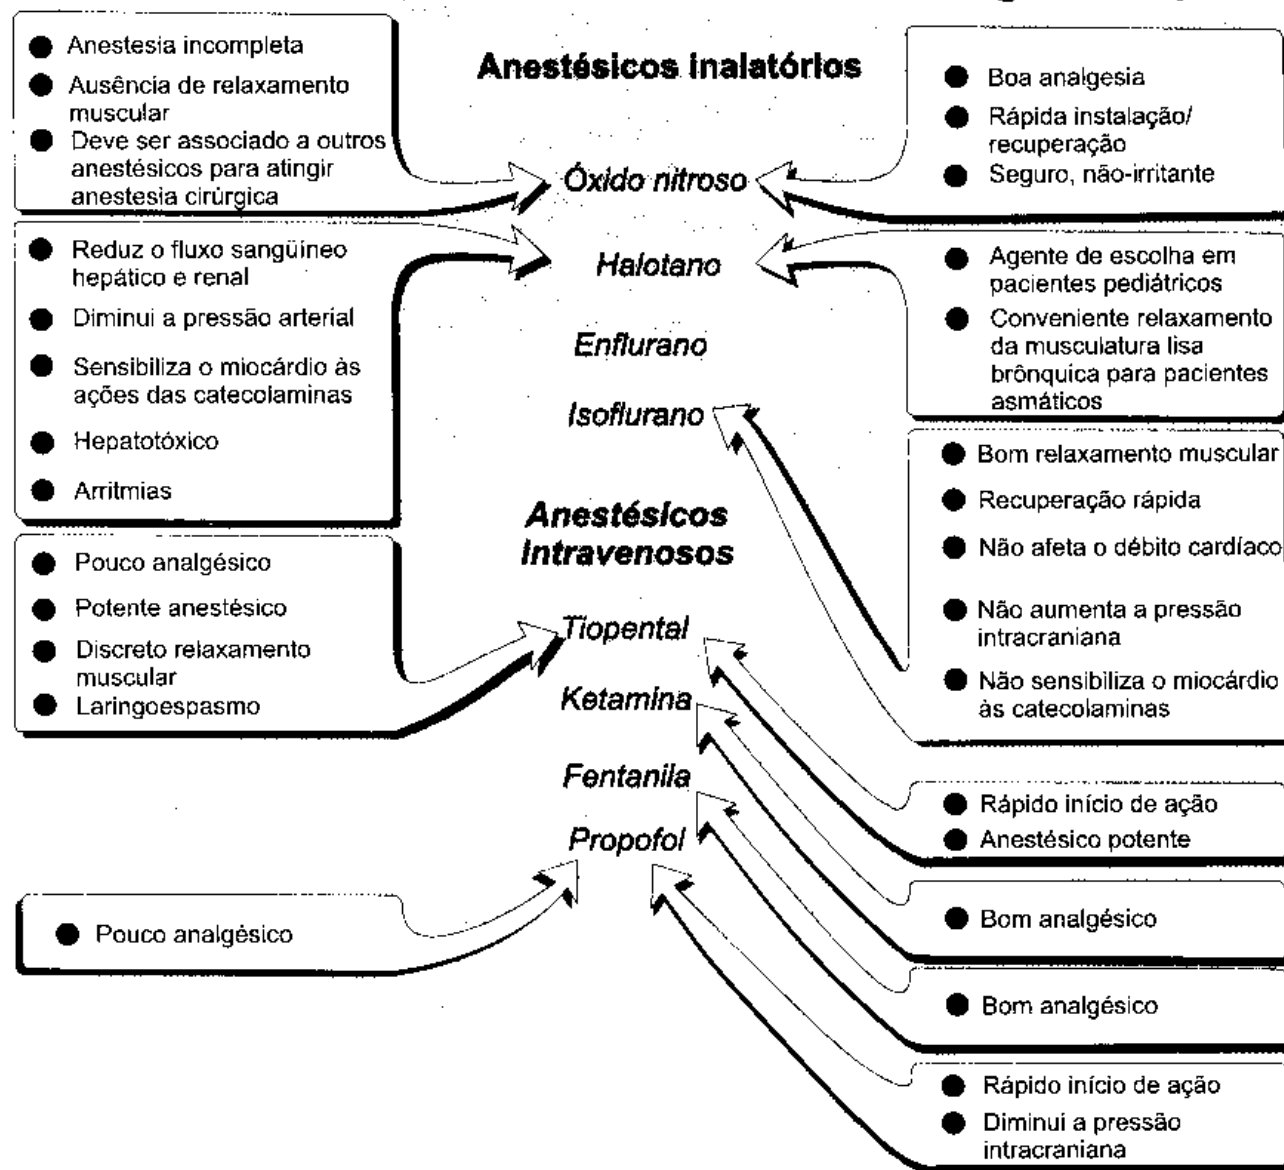 Anestésicos inalatórios
Anestesia incompleta
Ausência de relaxamento
muscular
Deve ser associado a outros
anestésicos para atingir
anestesia cirúrgica
Óxido nitroso
Boa analgesia
Rápida instalação/
recuperação
Seguro, não-irritante
Reduz o fluxo sangüíneo
hepático e renal
Diminui a pressão arterial
Sensibiliza o miocárdio às
ações das catecolaminas
Hepatotóxico
Arritmias
Halotano
Agente de escolha em
pacientes pediátricos
Conveniente relaxamento
da musculatura lisa
brônquica para pacientes
asmáticos
Enflurano
Isoflurano
Bom relaxamento muscular
Recuperação rápida
Não afeta o débito cardíaco
Não aumenta a pressão
intracraniana
Não sensibiliza o miocárdio
às catecolaminas
Anestésicos
Intravenosos
Pouco analgésico
Potente anestésico
Discreto relaxamento
muscular
Laringoespasmo
Tiopental
Ketamina
Fentanila
Propofol
Rápido início de ação
Anestésico potente
Pouco analgésico
Bom analgésico
Bom analgésico
Rápido início de ação
Diminui a pressão
intracraniana